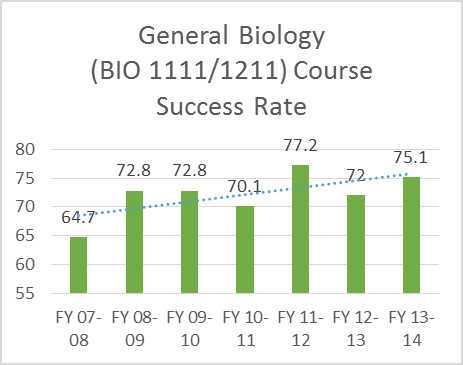 General Biology
(BIO 1111/1211) Course
Success Rate
80
75
70
65
60
55
64.7
72.8
72.8
70.1
77.2
72
75.1
FY 07-
08
FY 08-
09
FY 09-
10
FY 10-
11
FY 11-
12
FY 12-
13
FY 13-
14